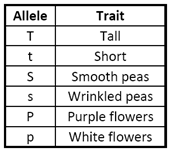 Allele Trait
T Tall
t Short
S Smooth peas
s Wrinkled peas
P Purple flowers
p White flowers